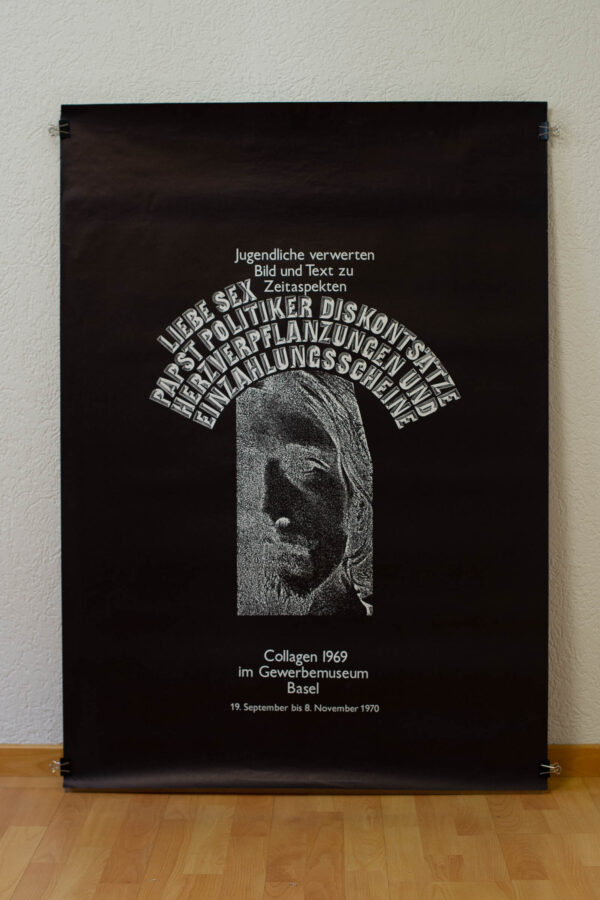 Jugendliche verwerten
Bild und Text zu
Zeitaspekten
LIEBE SEX
PAPST POLITIKER DISKONTSÄTZE
HERZVERPFLANZUNGEN UND
EINZAHLUNGSSCHEINE
Collagen 1969
im Gewerbemuseum
Basel
19. September bis 8. November 1970